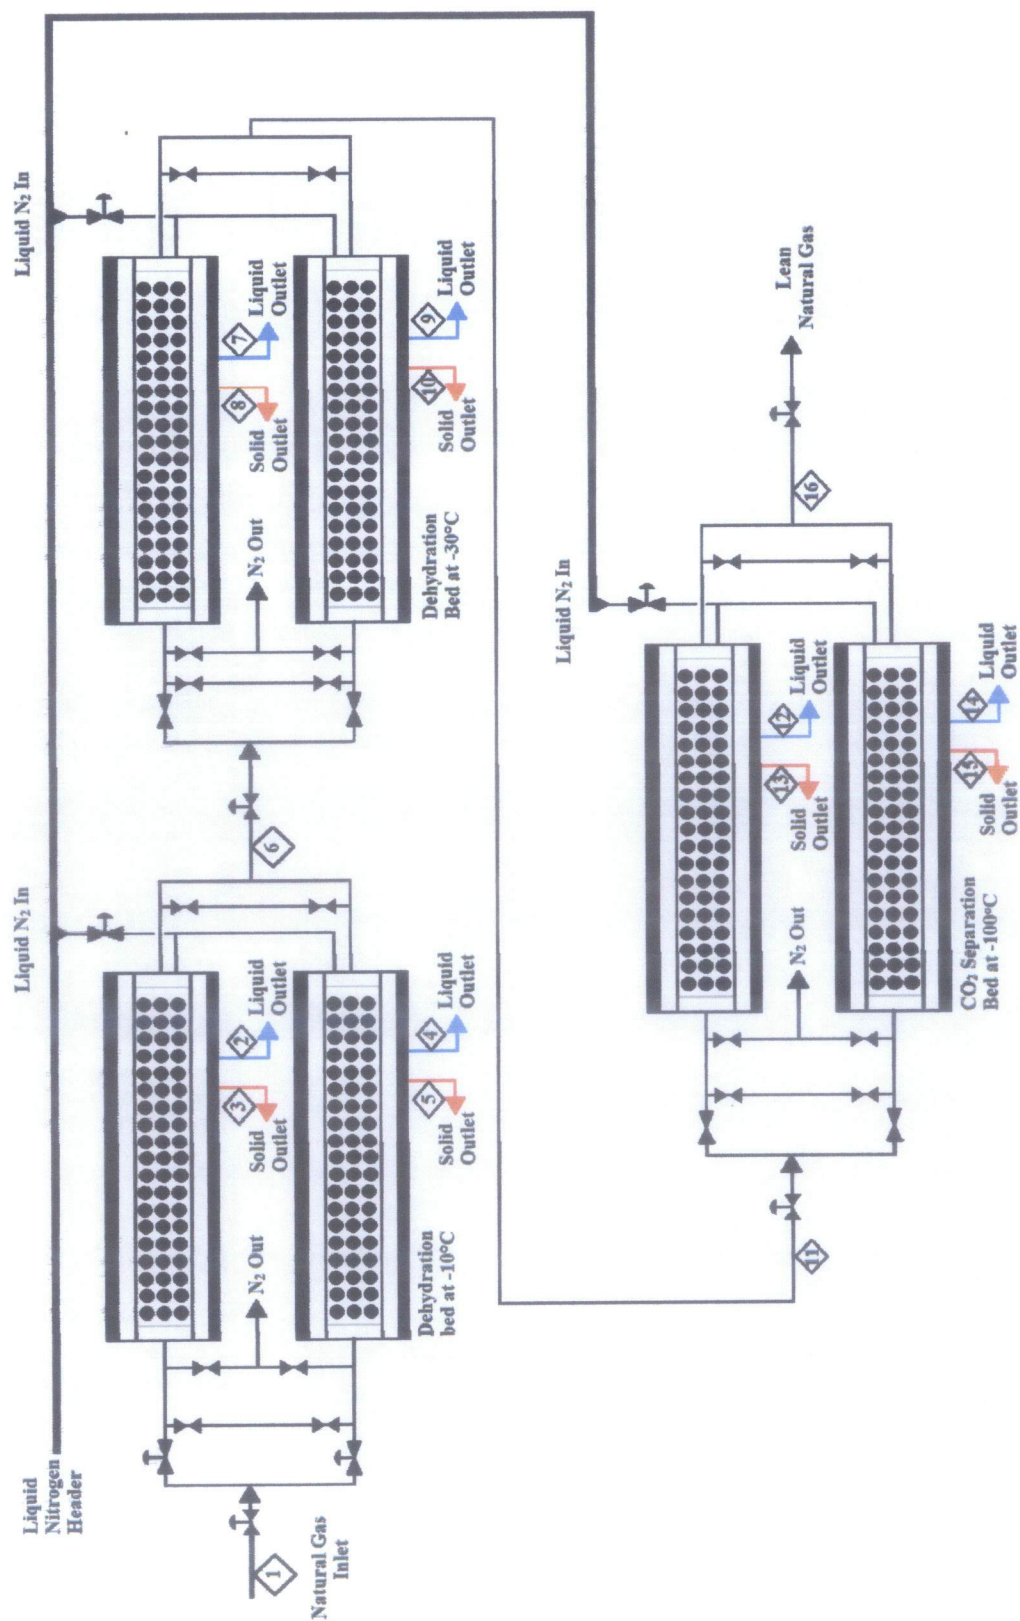 Liquid
Nitrogen
Header
Liquid N₂ In
Liquid N₂ In
1
Natural Gas
Inlet
N₂ Out
3
Solid
Outlet
2
Liquid
Outlet
5
Solid
Outlet
4
Liquid
Outlet
Dehydration
bed at -10°C
6
N₂ Out
8
Solid
Outlet
7
Liquid
Outlet
10
Solid
Outlet
9
Liquid
Outlet
Dehydration
Bed at -30°C
Liquid N₂ In
11
N₂ Out
13
Solid
Outlet
12
Liquid
Outlet
15
Solid
Outlet
14
Liquid
Outlet
CO₂ Separation
Bed at -100°C
16
Lean
Natural Gas